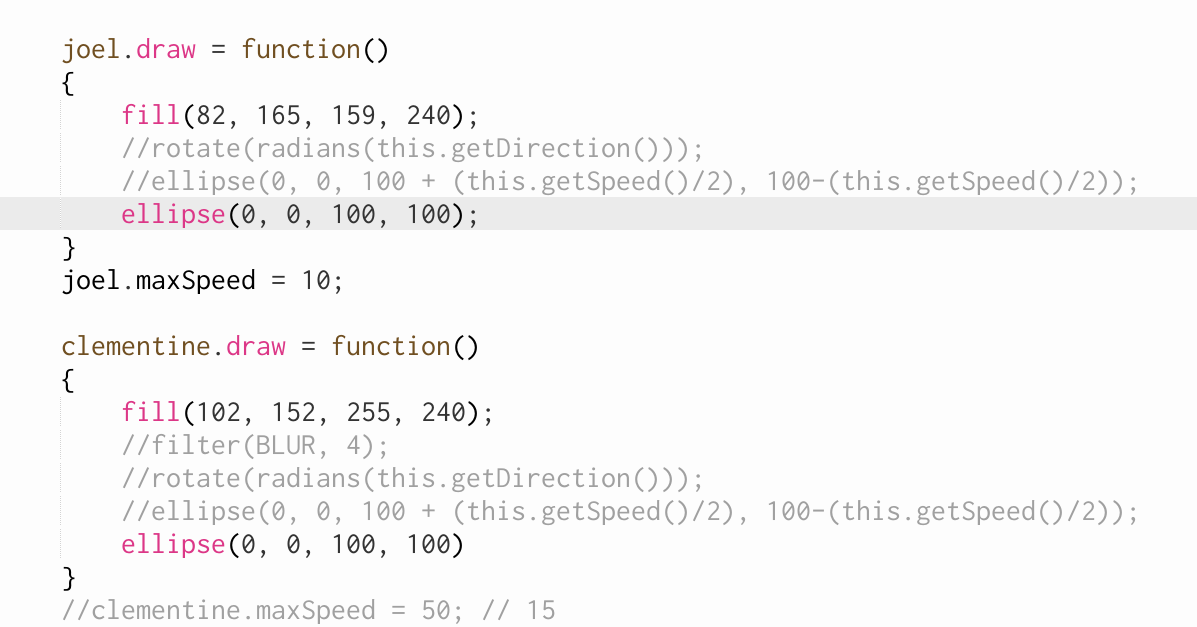 joel.draw = function()
{
    fill(82, 165, 159, 240);
    //rotate(radians(this.getDirection()));
    //ellipse(0, 0, 100 + (this.getSpeed()/2), 100-(this.getSpeed()/2));
    ellipse(0, 0, 100, 100);
}
joel.maxSpeed = 10;

clementine.draw = function()
{
    fill(102, 152, 255, 240);
    //filter(BLUR, 4);
    //rotate(radians(this.getDirection()));
    //ellipse(0, 0, 100 + (this.getSpeed()/2), 100-(this.getSpeed()/2));
    ellipse(0, 0, 100, 100)
}
//clementine.maxSpeed = 50; // 15